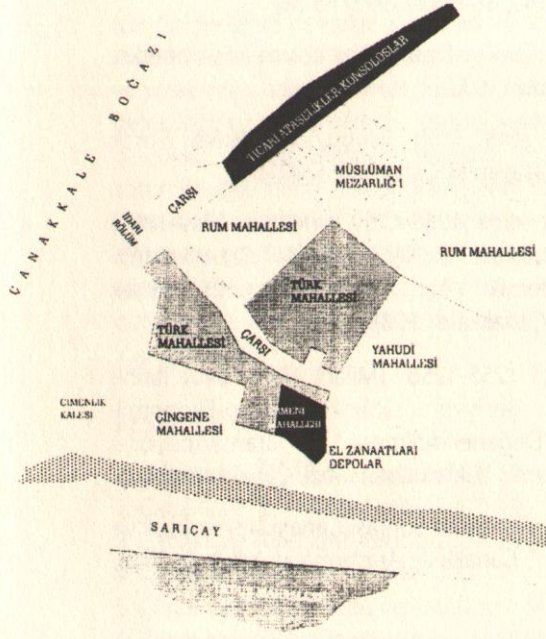 ÇANAKKALE BOĞAZI
TİCARİ ATAŞELİKLER-KONSOLOSLAR
MÜSLÜMAN
MEZARLIĞI
ÇARŞI
İDARİ
BÖLÜM
RUM MAHALLESİ
RUM MAHALLESİ
TÜRK
MAHALLESİ
TÜRK
MAHALLESİ
ÇARŞI
YAHUDİ
MAHALLESİ
ÇİMENLİK
KALESİ
ÇİNGENE
MAHALLESİ
MAHALLESİ
EL ZANAATLARI
DEPOLAR
SARIÇAY